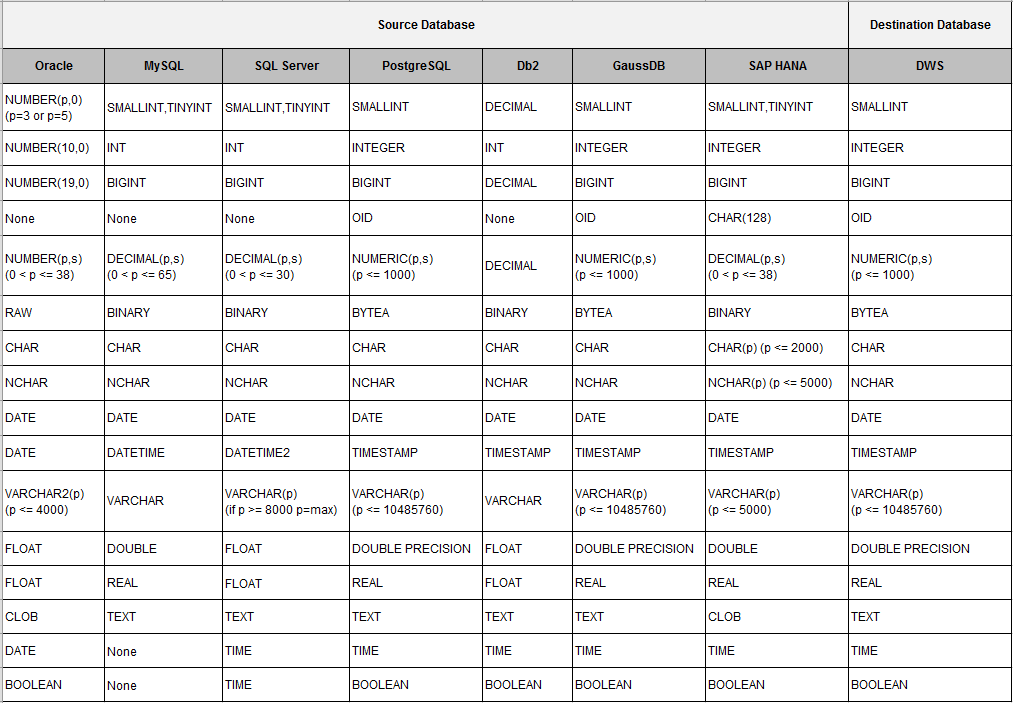 Source Database
Destination Database
Oracle
MySQL
SQL Server
PostgreSQL
Db2
GaussDB
SAP HANA
DWS
NUMBER(p,0)
(p=3 or p=5)
SMALLINT,TINYINT
SMALLINT,TINYINT
SMALLINT
DECIMAL
SMALLINT
SMALLINT,TINYINT
SMALLINT
NUMBER(10,0)
INT
INT
INTEGER
INT
INTEGER
INTEGER
INTEGER
NUMBER(19,0)
BIGINT
BIGINT
BIGINT
DECIMAL
BIGINT
BIGINT
BIGINT
None
None
None
OID
None
OID
CHAR(128)
OID
NUMBER(p,s)
(0 < p <= 38)
DECIMAL(p,s)
(0 < p <= 65)
DECIMAL(p,s)
(0 < p <= 30)
NUMERIC(p,s)
(p <= 1000)
DECIMAL
NUMERIC(p,s)
(p <= 1000)
DECIMAL(p,s)
(0 < p <= 38)
NUMERIC(p,s)
(p <= 1000)
RAW
BINARY
BINARY
BYTEA
BINARY
BYTEA
BINARY
BYTEA
CHAR
CHAR
CHAR
CHAR
CHAR
CHAR
CHAR(p) (p <= 2000)
CHAR
NCHAR
NCHAR
NCHAR
NCHAR
NCHAR
NCHAR
NCHAR(p) (p <= 5000)
NCHAR
DATE
DATE
DATE
DATE
DATE
DATE
DATE
DATE
DATE
DATETIME
DATETIME2
TIMESTAMP
TIMESTAMP
TIMESTAMP
TIMESTAMP
TIMESTAMP
VARCHAR2(p)
(p <= 4000)
VARCHAR
VARCHAR(p)
(if p >= 8000 p=max)
VARCHAR(p)
(p <= 10485760)
VARCHAR
VARCHAR(p)
(p <= 10485760)
VARCHAR(p)
(p <= 5000)
VARCHAR(p)
(p <= 10485760)
FLOAT
DOUBLE
FLOAT
DOUBLE PRECISION
FLOAT
DOUBLE PRECISION
DOUBLE
DOUBLE PRECISION
FLOAT
REAL
FLOAT
REAL
FLOAT
REAL
REAL
REAL
CLOB
TEXT
TEXT
TEXT
TEXT
TEXT
CLOB
TEXT
DATE
None
TIME
TIME
TIME
TIME
TIME
TIME
BOOLEAN
None
TIME
BOOLEAN
BOOLEAN
BOOLEAN
BOOLEAN
BOOLEAN